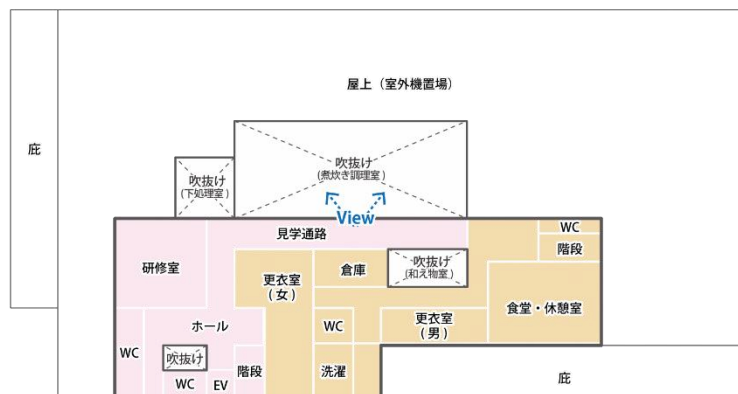 屋上（室外機置場）
庇
吹抜け
(下処理室)
吹抜け
(煮炊き調理室)
View
見学通路
WC
階段
研修室
更衣室
(女)
倉庫
吹抜け
(和え物室)
食堂・休憩室
ホール
WC
更衣室
(男)
WC
吹抜け
階段
洗濯
庇
WC
EV